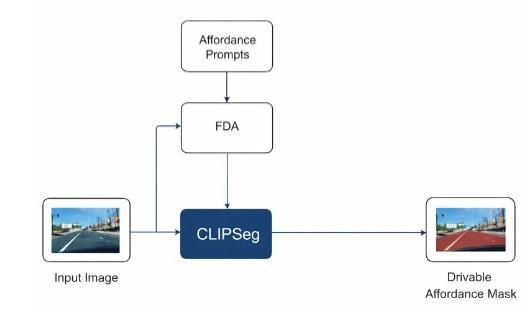 Affordance
Prompts
FDA
CLIPSeg
Input Image
Drivable
Affordance Mask